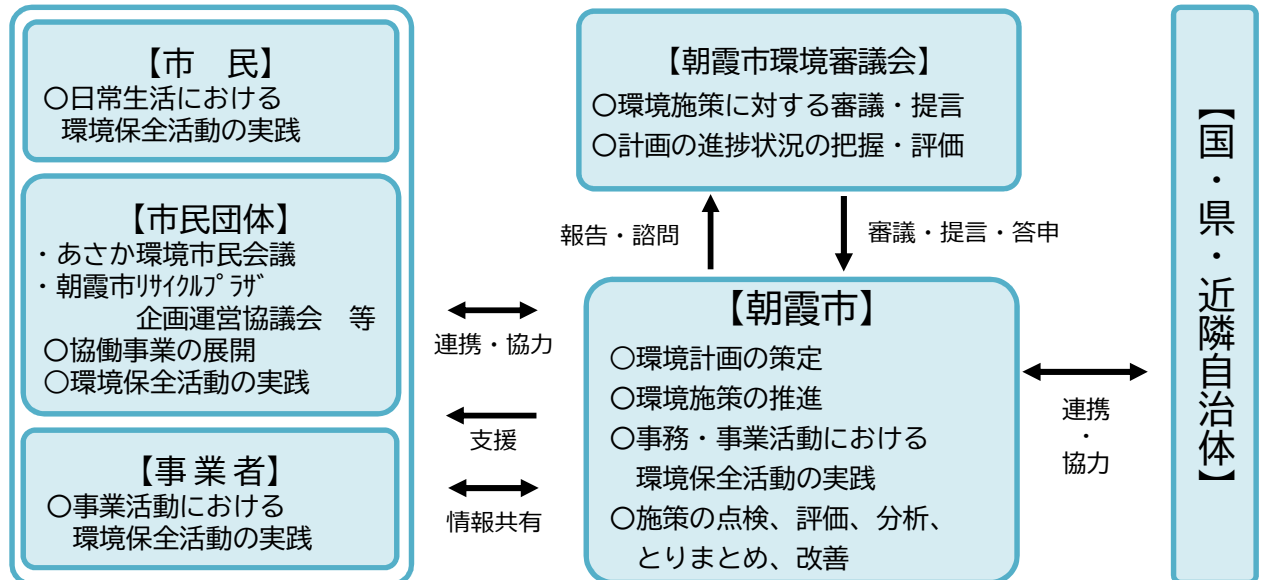 【市　民】
〇日常生活における
環境保全活動の実践
【市民団体】
・あさか環境市民会議
・朝霞市ﾘｻｲｸﾙﾌﾟﾗｻﾞ
企画運営協議会　等
〇協働事業の展開
〇環境保全活動の実践
【事 業 者】
〇事業活動における
環境保全活動の実践
連携・協力
支援
情報共有
【朝霞市環境審議会】
〇環境施策に対する審議・提言
〇計画の進捗状況の把握・評価
報告・諮問
審議・提言・答申
【朝霞市】
〇環境計画の策定
〇環境施策の推進
〇事務・事業活動における
環境保全活動の実践
〇施策の点検、評価、分析、
とりまとめ、改善
連携
・
協力
【国・県・近隣自治体】